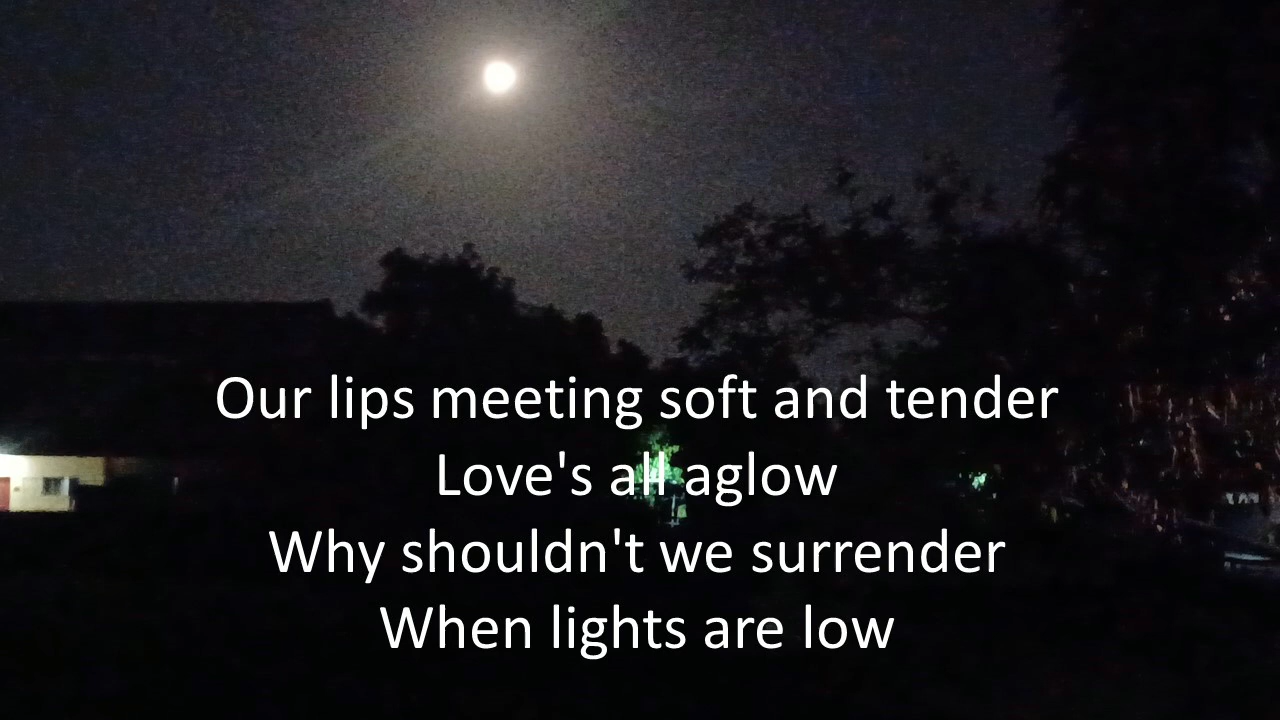 Our lips meeting soft and tender
Love's all aglow
Why shouldn't we surrender
When lights are low